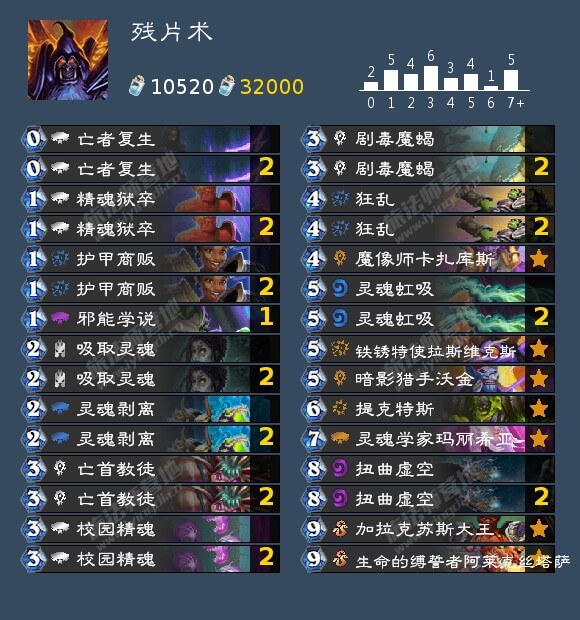 残片术
10520 32000
2 5 4 6 3 4 1 5
0 1 2 3 4 5 6 7+
0 亡者复生
0 亡者复生 2
1 精魂狱卒
1 精魂狱卒 2
1 护甲商贩
1 护甲商贩 2
1 邪能学说 1
2 吸取灵魂
2 吸取灵魂 2
2 灵魂剥离
2 灵魂剥离 2
3 亡首教徒
3 亡首教徒 2
3 校园精魂
3 校园精魂 2
3 剧毒魔蝎
3 剧毒魔蝎 2
4 狂乱
4 狂乱 2
4 魔像师卡扎库斯
5 灵魂虹吸
5 灵魂虹吸 2
5 铁锈特使拉斯维克斯
5 暗影猎手沃金
6 提克特斯
7 灵魂学家玛丽希亚
8 扭曲虚空
8 扭曲虚空 2
9 加拉克苏斯大王
9 生命的缚誓者阿莱克丝塔萨